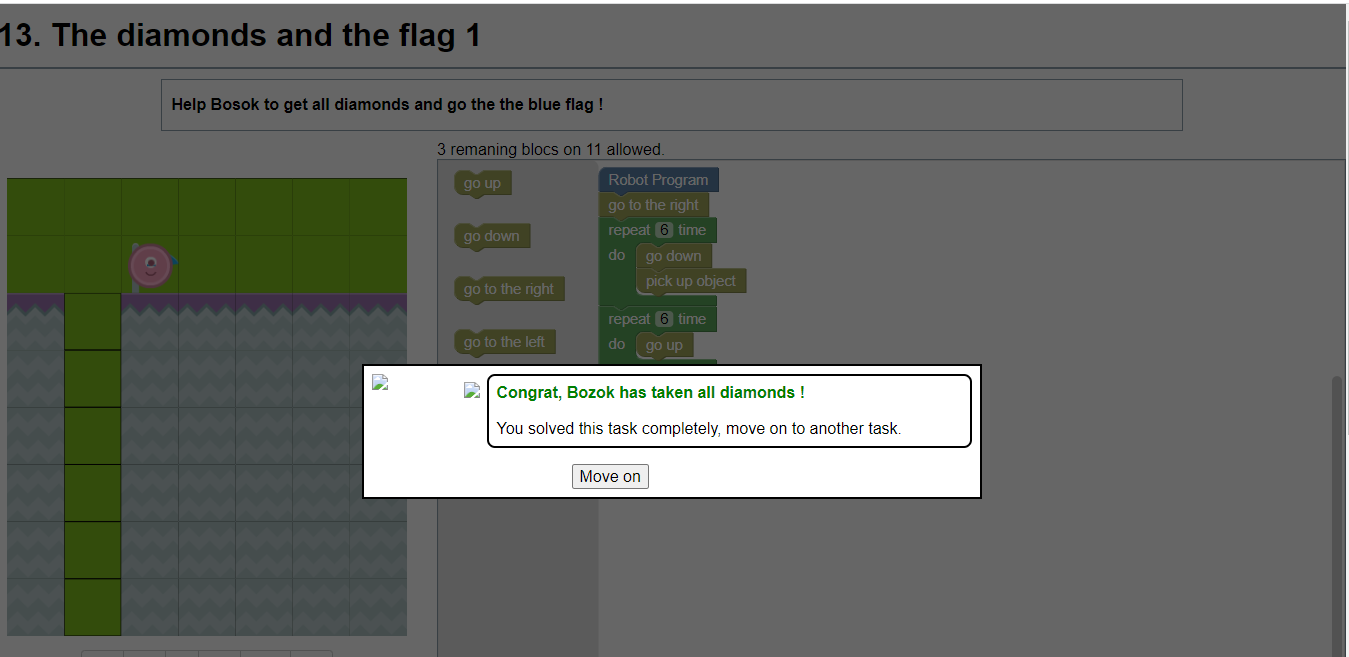 13. The diamonds and the flag 1
Help Bosok to get all diamonds and go the the blue flag !
3 remaning blocs on 11 allowed.
go up
go down
go to the right
go to the left
Robot Program
go to the right
repeat 6 time
do go down
pick up object
repeat 6 time
do go up
Congrat, Bozok has taken all diamonds !
You solved this task completely, move on to another task.
Move on